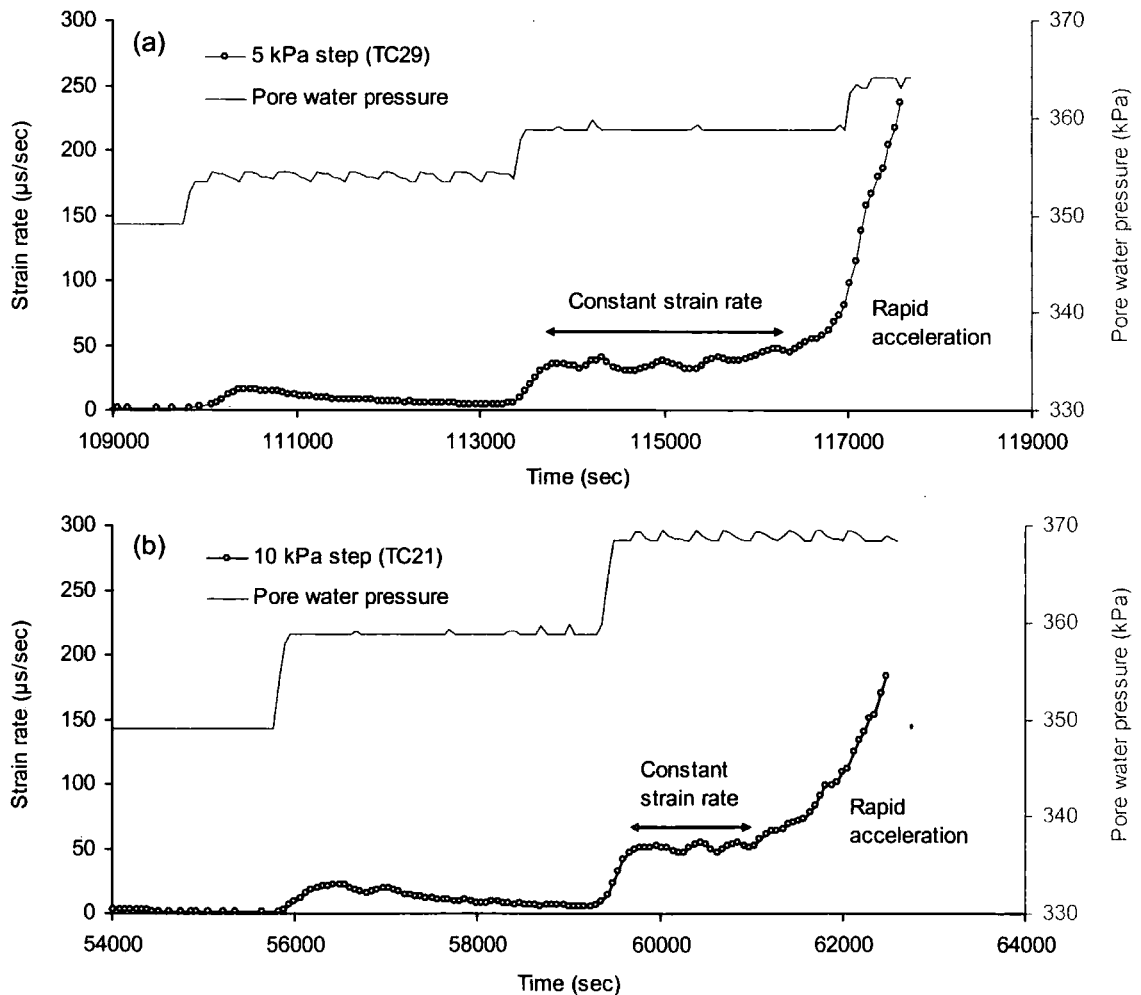 (a)
5 kPa step (TC29)
Pore water pressure
Constant strain rate
Rapid
acceleration
Strain rate (µs/sec)
300
250
200
150
100
50
0
370
360
350
340
330
Pore water pressure (kPa)
109000 111000 113000 115000 117000 119000
Time (sec)
(b)
10 kPa step (TC21)
Pore water pressure
Constant
strain rate
Rapid
acceleration
Strain rate (µs/sec)
300
250
200
150
100
50
0
370
360
350
340
330
Pore water pressure (kPa)
54000 56000 58000 60000 62000 64000
Time (sec)